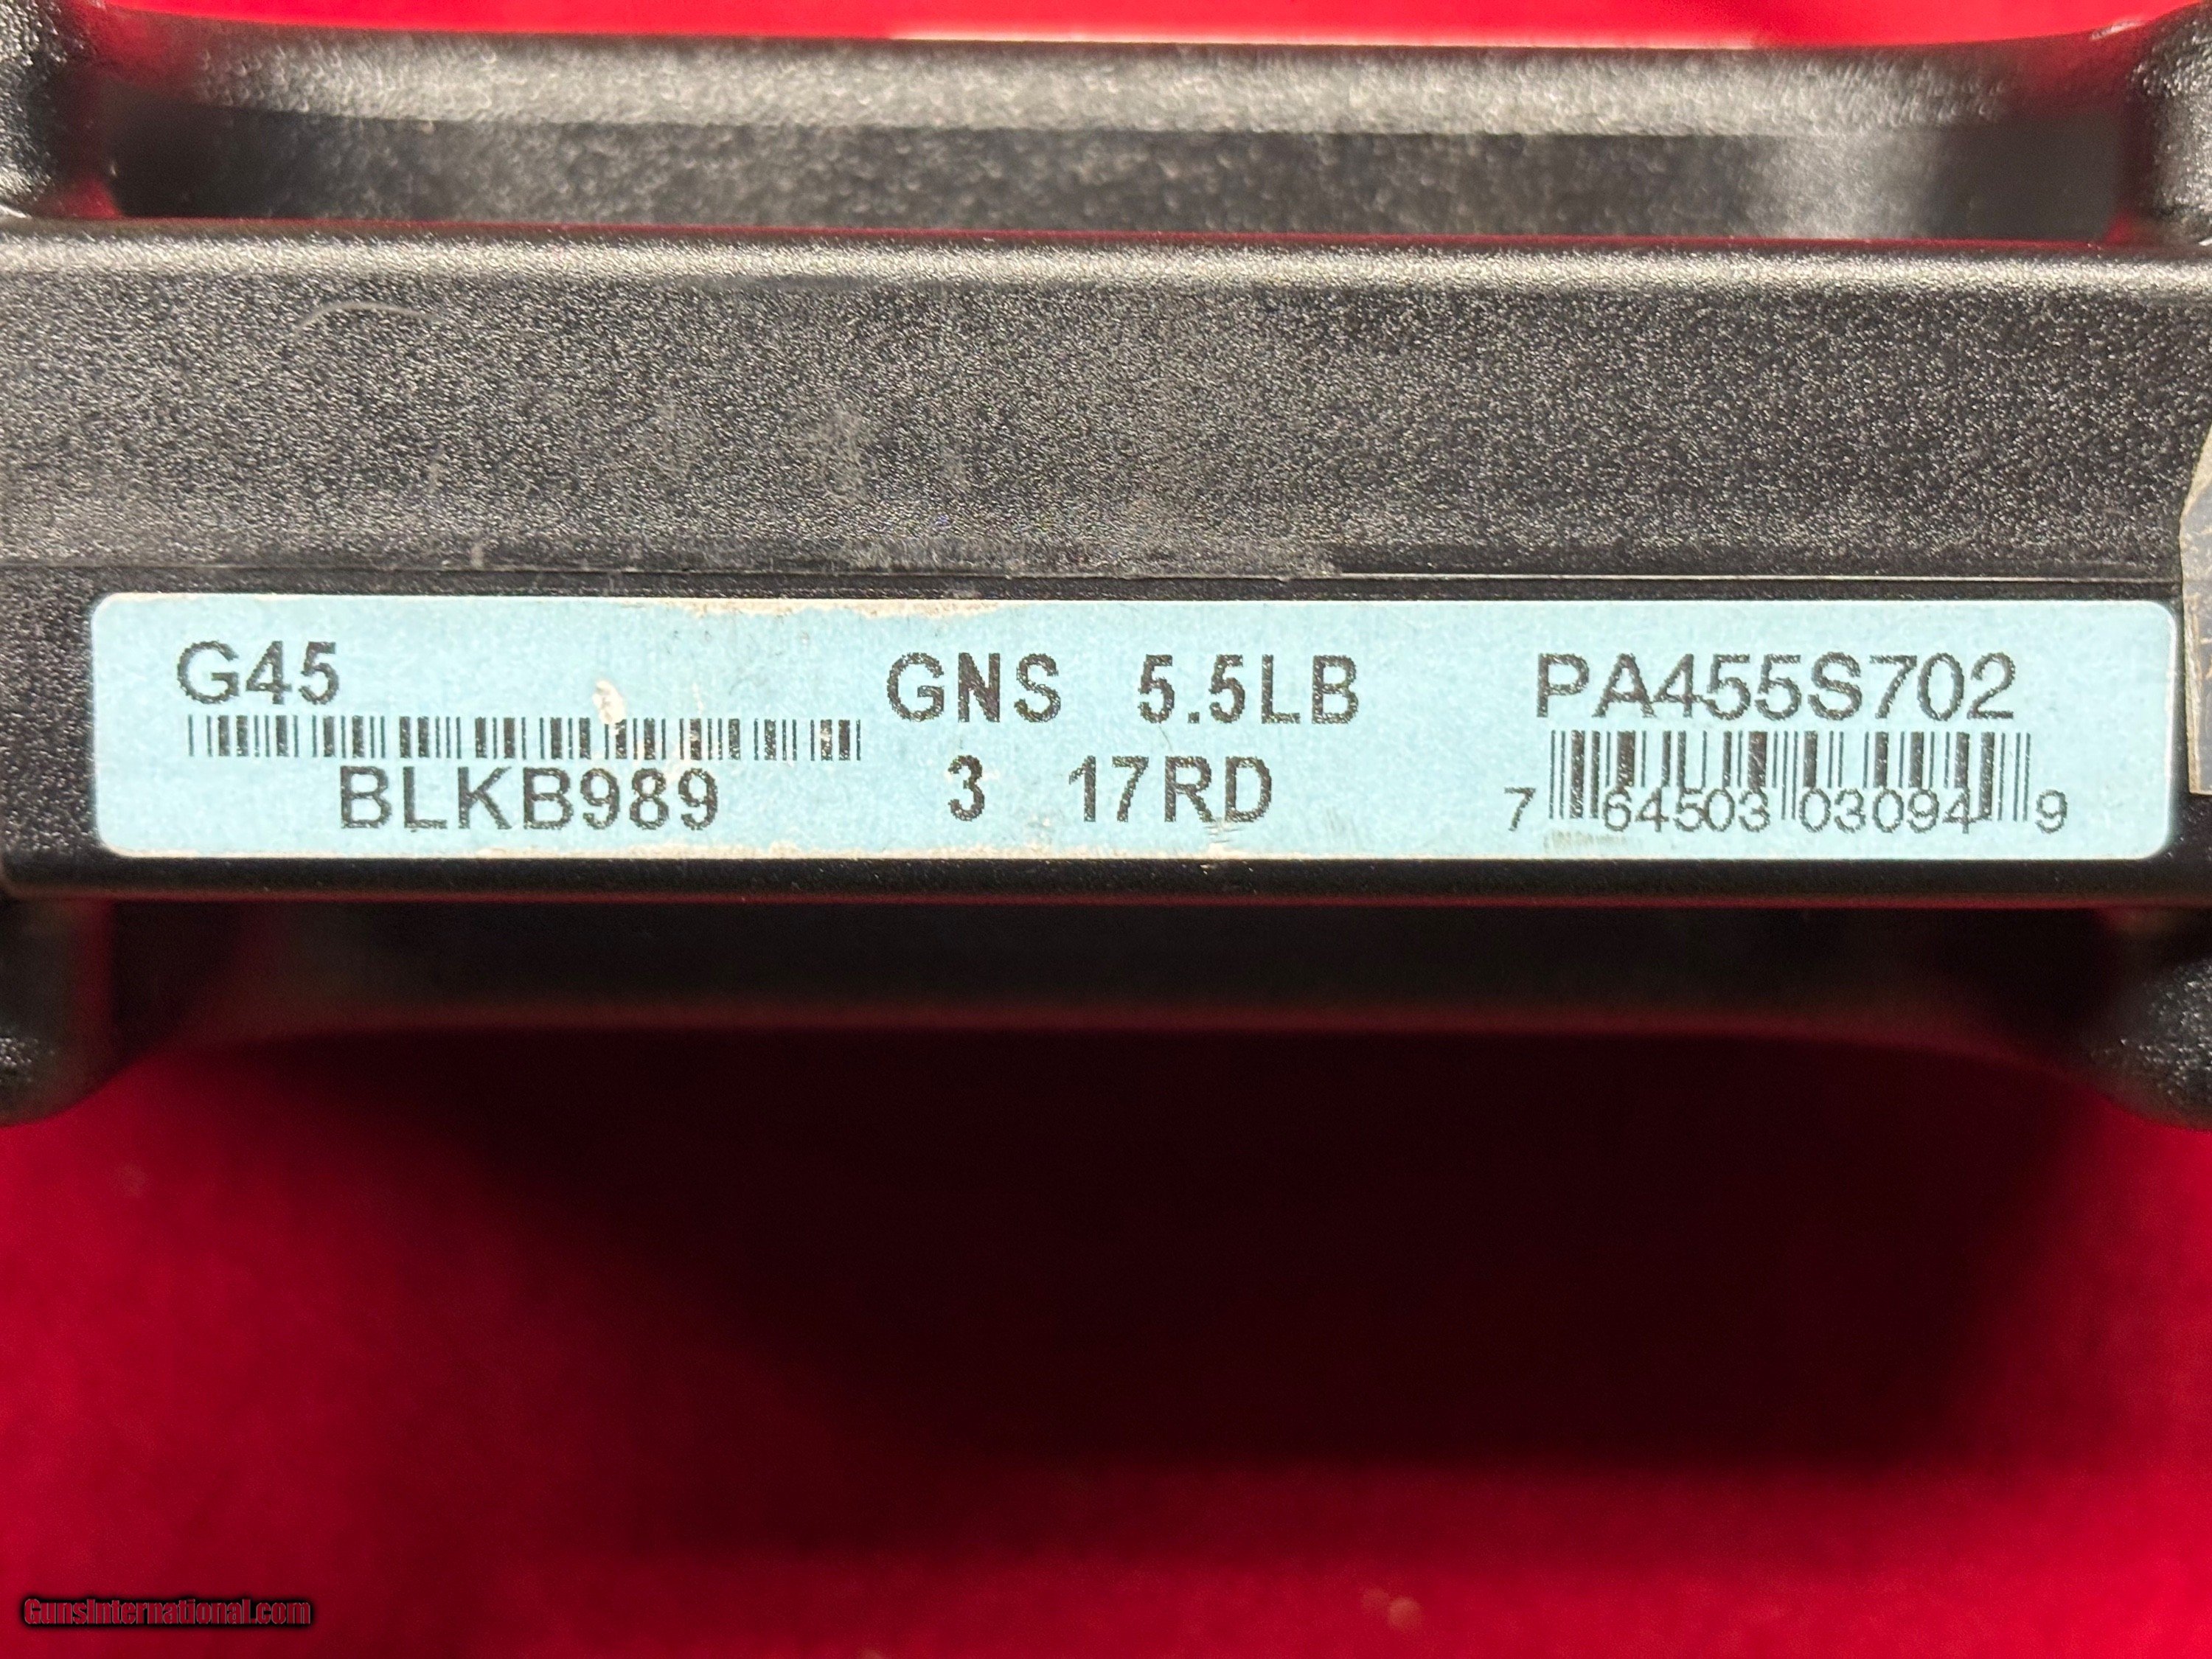 G45
BLKB989
GNS 5.5LB
3 17RD
PA455S702
7 64503 03094 9
GunsInternational.com